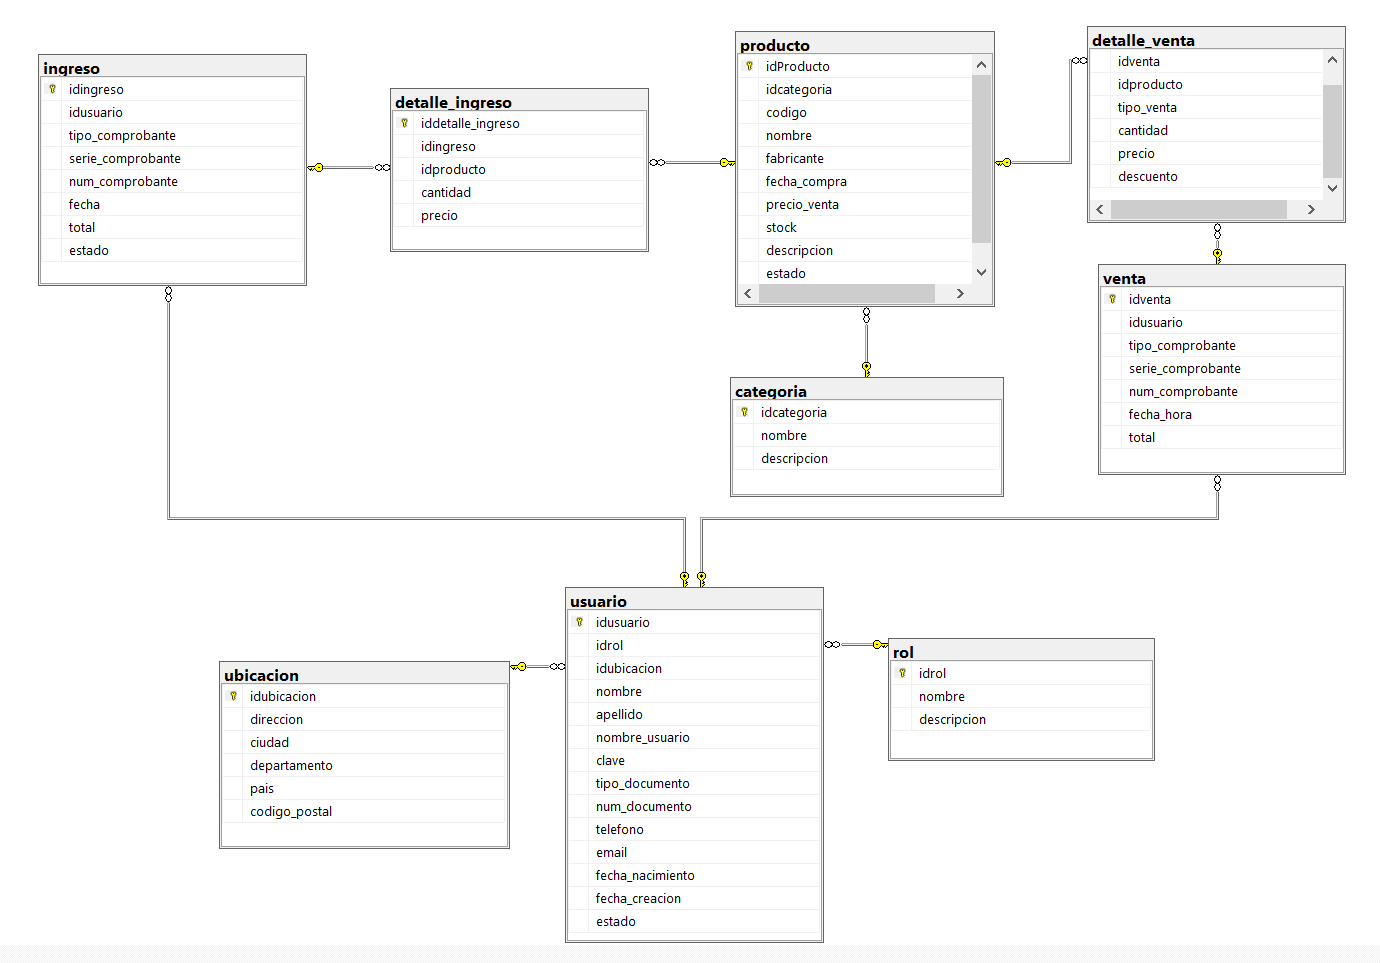 ingreso
idingreso
idusuario
tipo_comprobante
serie_comprobante
num_comprobante
fecha
total
estado
detalle_ingreso
iddetalle_ingreso
idingreso
idproducto
cantidad
precio
producto
idProducto
idcategoria
codigo
nombre
fabricante
fecha_compra
precio_venta
stock
descripcion
estado
detalle_venta
idventa
idproducto
tipo_venta
cantidad
precio
descuento
venta
idventa
idusuario
tipo_comprobante
serie_comprobante
num_comprobante
fecha_hora
total
categoria
idcategoria
nombre
descripcion
usuario
idusuario
idrol
idubicacion
nombre
apellido
nombre_usuario
clave
tipo_documento
num_documento
telefono
email
fecha_nacimiento
fecha_creacion
estado
ubicacion
idubicacion
direccion
ciudad
departamento
pais
codigo_postal
rol
idrol
nombre
descripcion